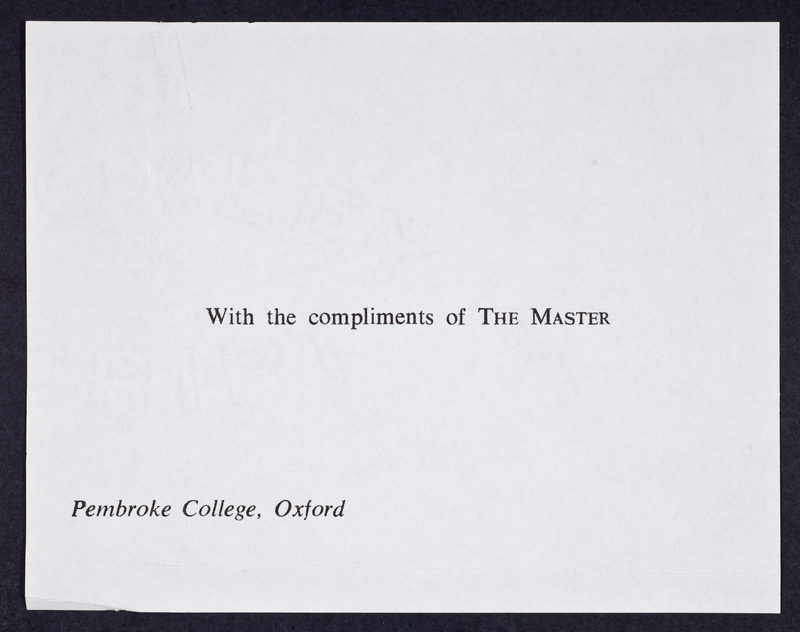 With the compliments of THE MASTER
Pembroke College, Oxford